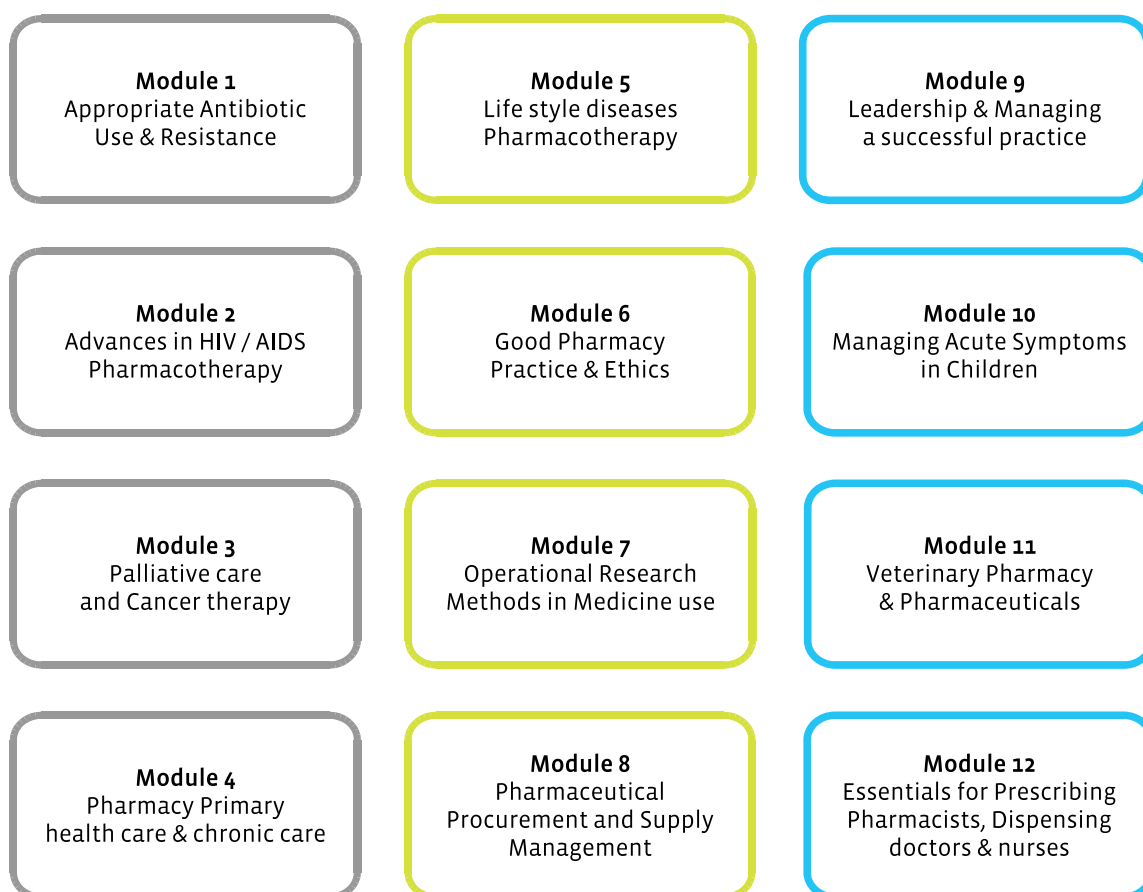 Module 1
Appropriate Antibiotic
Use & Resistance
Module 2
Advances in HIV / AIDS
Pharmacotherapy
Module 3
Palliative care
and Cancer therapy
Module 4
Pharmacy Primary
health care & chronic care
Module 5
Life style diseases
Pharmacotherapy
Module 6
Good Pharmacy
Practice & Ethics
Module 7
Operational Research
Methods in Medicine use
Module 8
Pharmaceutical
Procurement and Supply
Management
Module 9
Leadership & Managing
a successful practice
Module 10
Managing Acute Symptoms
in Children
Module 11
Veterinary Pharmacy
& Pharmaceuticals
Module 12
Essentials for Prescribing
Pharmacists, Dispensing
doctors & nurses